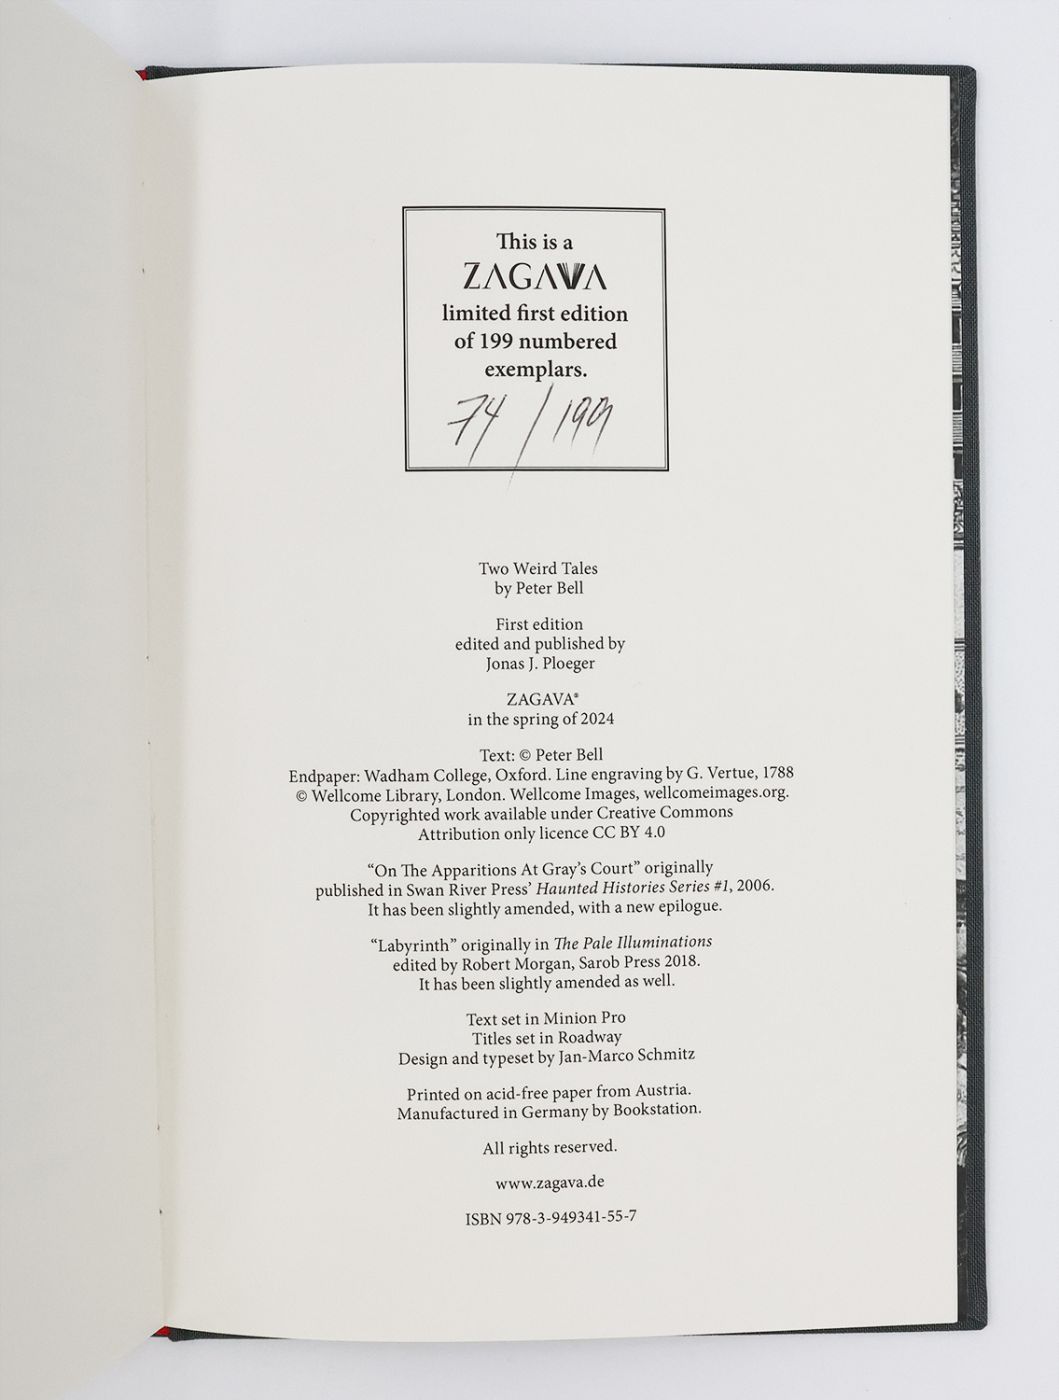 This is a
ZAGAVA
limited first edition
of 199 numbered
exemplars.
74 / 199
Two Weird Tales
by Peter Bell
First edition
edited and published by
Jonas J. Ploeger
ZAGAVA®
in the spring of 2024
Text: © Peter Bell
Endpaper: Wadham College, Oxford. Line engraving by G. Vertue, 1788
© Wellcome Library, London. Wellcome Images, wellcomeimages.org.
Copyrighted work available under Creative Commons
Attribution only licence CC BY 4.0
“On The Apparitions At Gray’s Court” originally
published in Swan River Press’ Haunted Histories Series #1, 2006.
It has been slightly amended, with a new epilogue.
“Labyrinth” originally in The Pale Illuminations
edited by Robert Morgan, Sarob Press 2018.
It has been slightly amended as well.
Text set in Minion Pro
Titles set in Roadway
Design and typeset by Jan-Marco Schmitz
Printed on acid-free paper from Austria.
Manufactured in Germany by Bookstation.
All rights reserved.
www.zagava.de
ISBN 978-3-949341-55-7